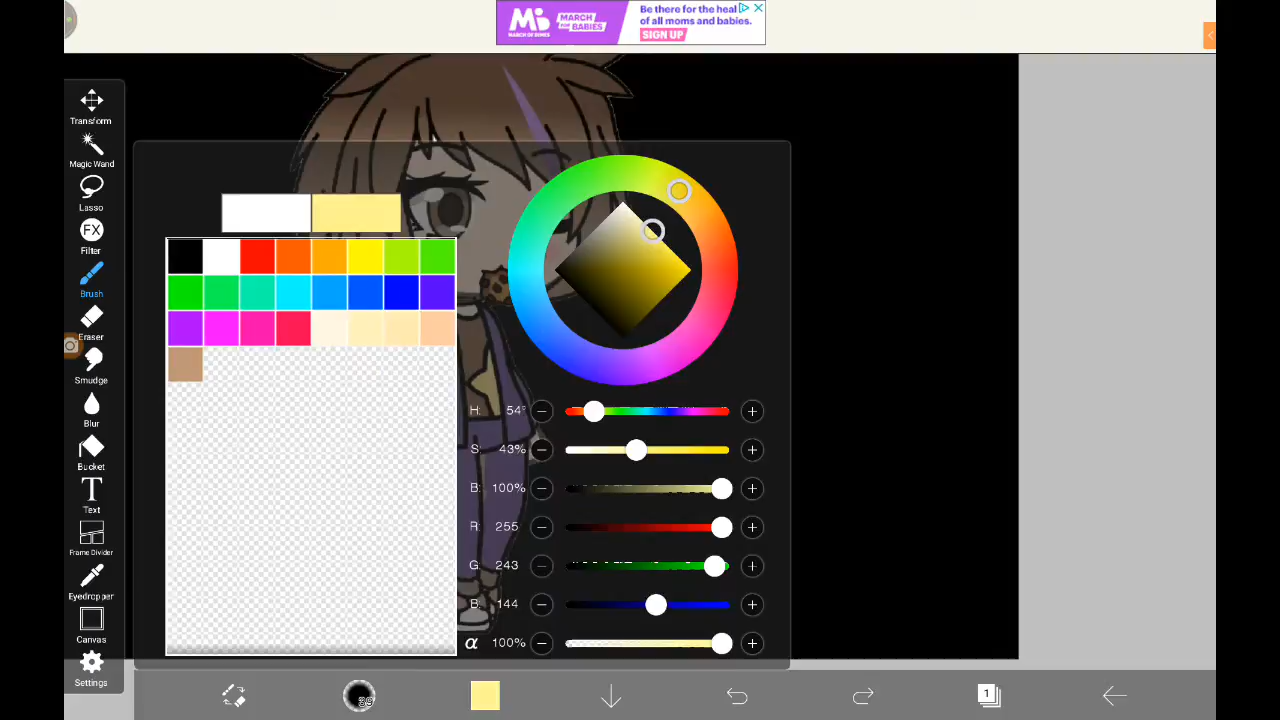 MARCH OF DIMES
MARCH
FOR
BABIES
Be there for the heal
of all moms and babies.
SIGN UP
Transform
Magic Wand
Lasso
FX
Filter
Brush
Eraser
Smudge
Blur
Bucket
T
Text
Frame Divider
Eyedropper
Canvas
Settings
H: 54°
S: 43%
B: 100%
R: 255
G: 243
B: 144
α 100%
1